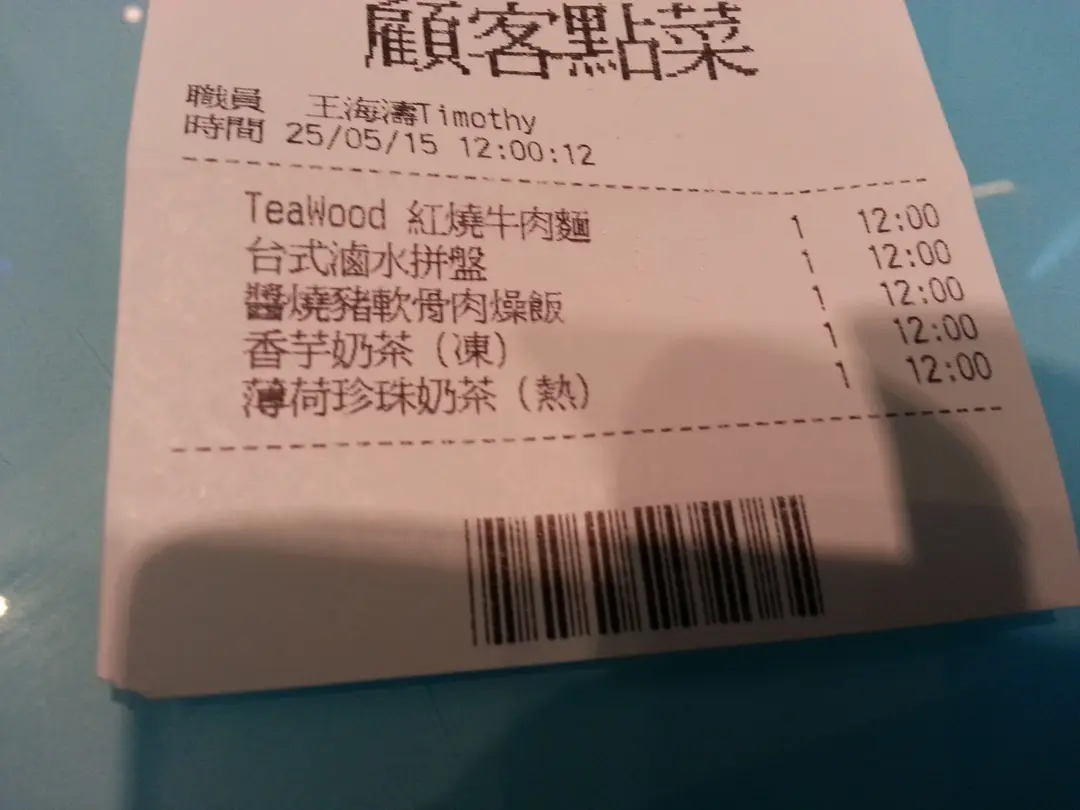 顧客點菜
職員 王海濤Timothy
時間 25/05/15 12:00:12
TeaWood 紅燒牛肉麵 1 12:00
台式滷水拼盤 1 12:00
醬燒豬軟骨肉燥飯 1 12:00
香芋奶茶(凍) 1 12:00
薄荷珍珠奶茶(熱) 1 12:00